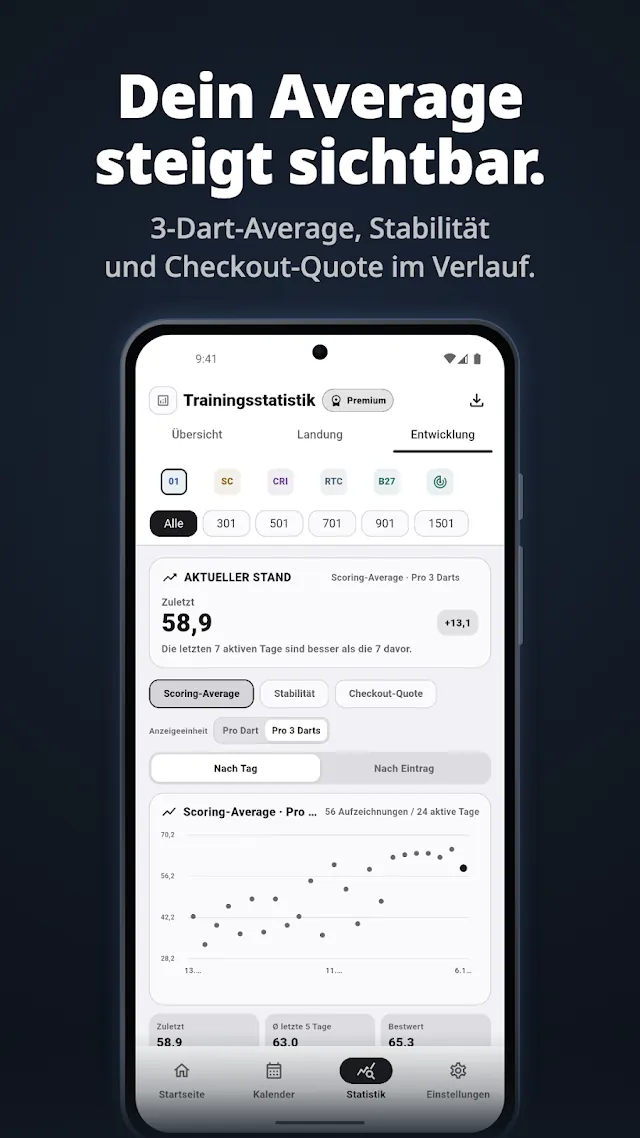 Dein Average
steigt sichtbar.
3-Dart-Average, Stabilität
und Checkout-Quote im Verlauf.
9:41
Trainingsstatistik Premium
Übersicht Landung Entwicklung
01 SC CRI RTC B27
Alle 301 501 701 901 1501
AKTUELLER STAND Scoring-Average · Pro 3 Darts
Zuletzt
58,9 +13,1
Die letzten 7 aktiven Tage sind besser als die 7 davor.
Scoring-Average Stabilität Checkout-Quote
Anzeigeeinheit Pro Dart Pro 3 Darts
Nach Tag Nach Eintrag
Scoring-Average · Pro ... 56 Aufzeichnungen / 24 aktive Tage
70,2
56,2
42,2
28,2
13.... 11.... 6.1...
Zuletzt Ø letzte 5 Tage Bestwert
58,9 63,0 65,3
Startseite Kalender Statistik Einstellungen